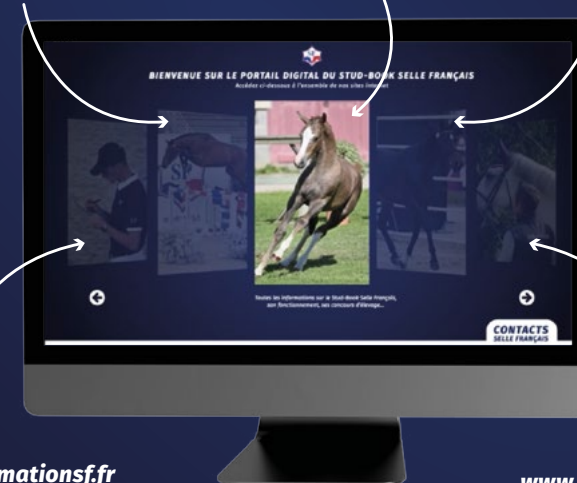 BIENVENUE SUR LE PORTAIL DIGITAL DU STUD-BOOK SELLE FRANÇAIS
Accédez ci-dessous à l'ensemble de nos sites internet
SF
Toutes les informations sur le Stud-Book Selle Français,
son fonctionnement, ses concours d'élevage...
CONTACTS
SELLE FRANÇAIS
mationsf.fr
www.